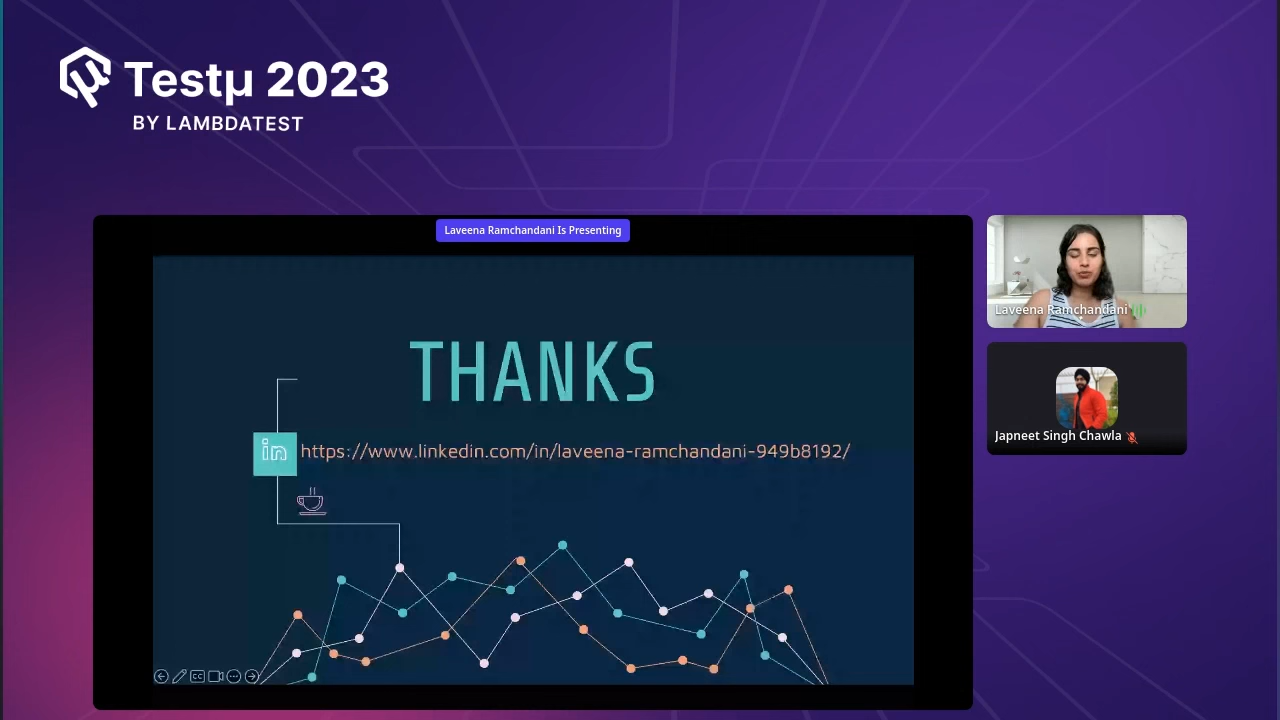 Testμ 2023
BY LAMBDATEST
Laveena Ramchandani Is Presenting
THANKS
in https://www.linkedin.com/in/laveena-ramchandani-949b8192/
CC
Laveena Ramchandani
Japneet Singh Chawla